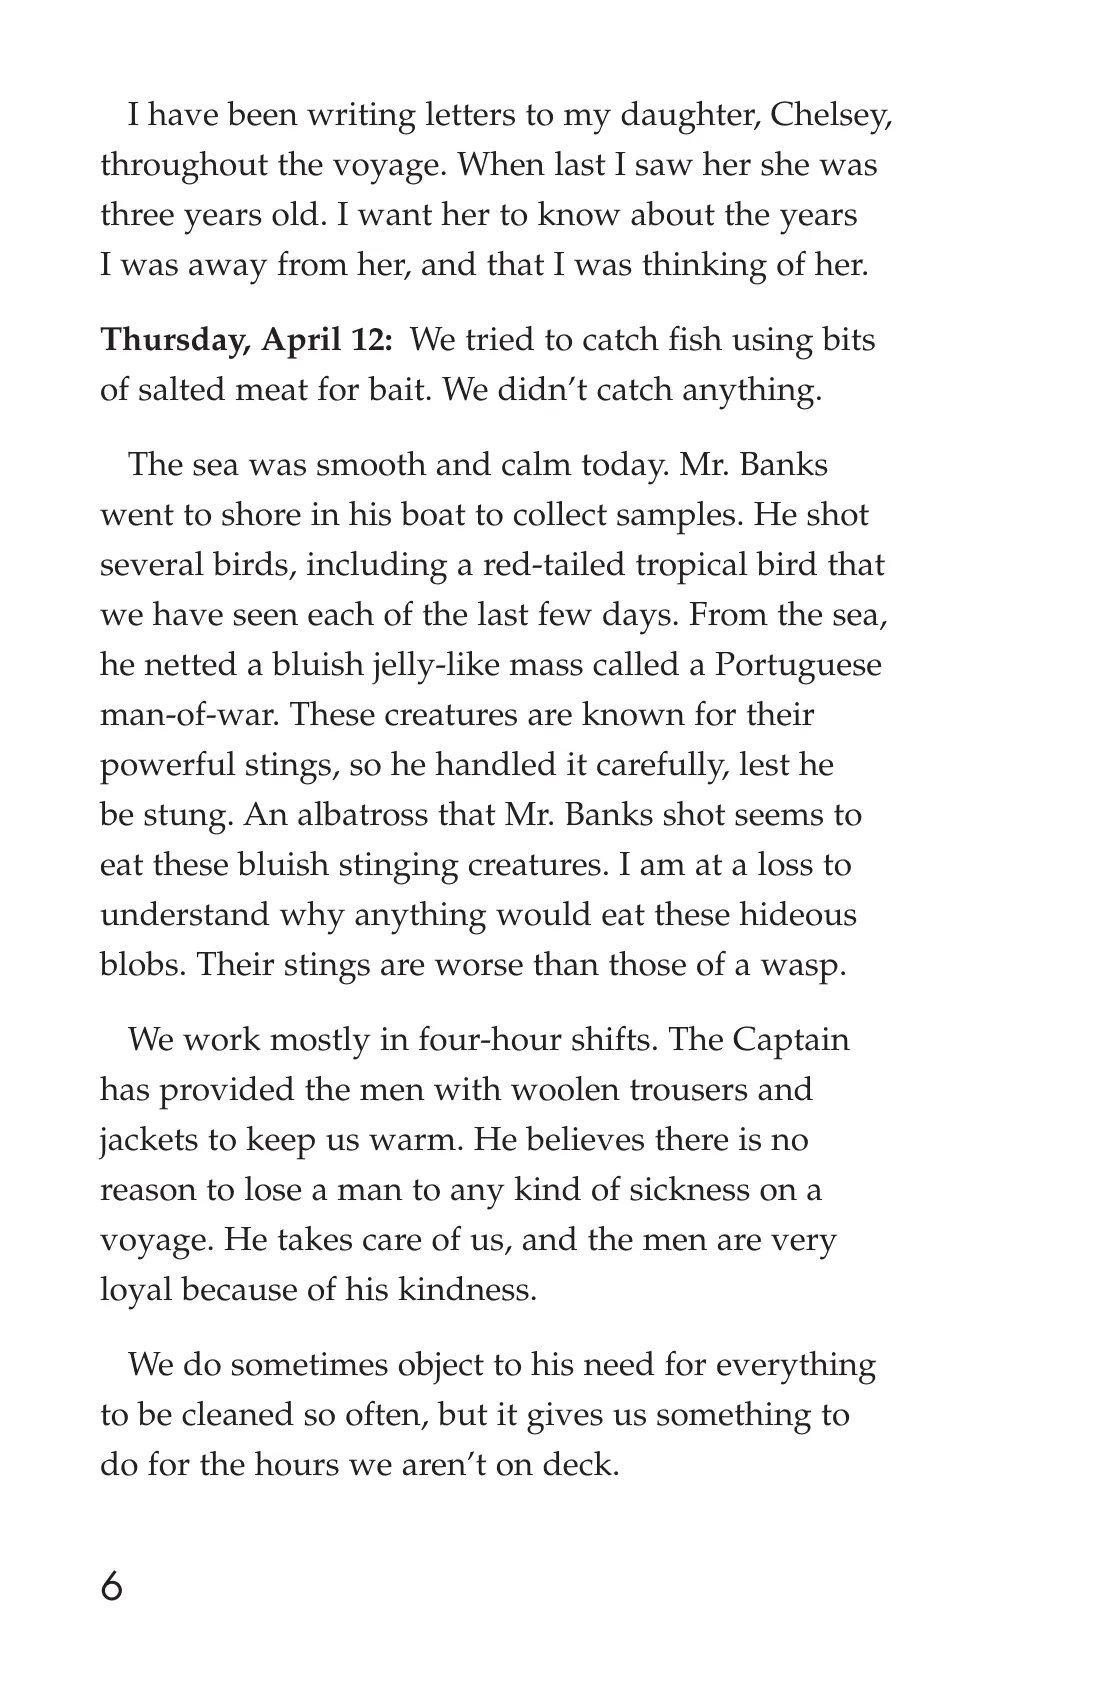 I have been writing letters to my daughter, Chelsey,
throughout the voyage. When last I saw her she was
three years old. I want her to know about the years
I was away from her, and that I was thinking of her.
Thursday, April 12: We tried to catch fish using bits
of salted meat for bait. We didn’t catch anything.
The sea was smooth and calm today. Mr. Banks
went to shore in his boat to collect samples. He shot
several birds, including a red-tailed tropical bird that
we have seen each of the last few days. From the sea,
he netted a bluish jelly-like mass called a Portuguese
man-of-war. These creatures are known for their
powerful stings, so he handled it carefully, lest he
be stung. An albatross that Mr. Banks shot seems to
eat these bluish stinging creatures. I am at a loss to
understand why anything would eat these hideous
blobs. Their stings are worse than those of a wasp.
We work mostly in four-hour shifts. The Captain
has provided the men with woolen trousers and
jackets to keep us warm. He believes there is no
reason to lose a man to any kind of sickness on a
voyage. He takes care of us, and the men are very
loyal because of his kindness.
We do sometimes object to his need for everything
to be cleaned so often, but it gives us something to
do for the hours we aren’t on deck.
6